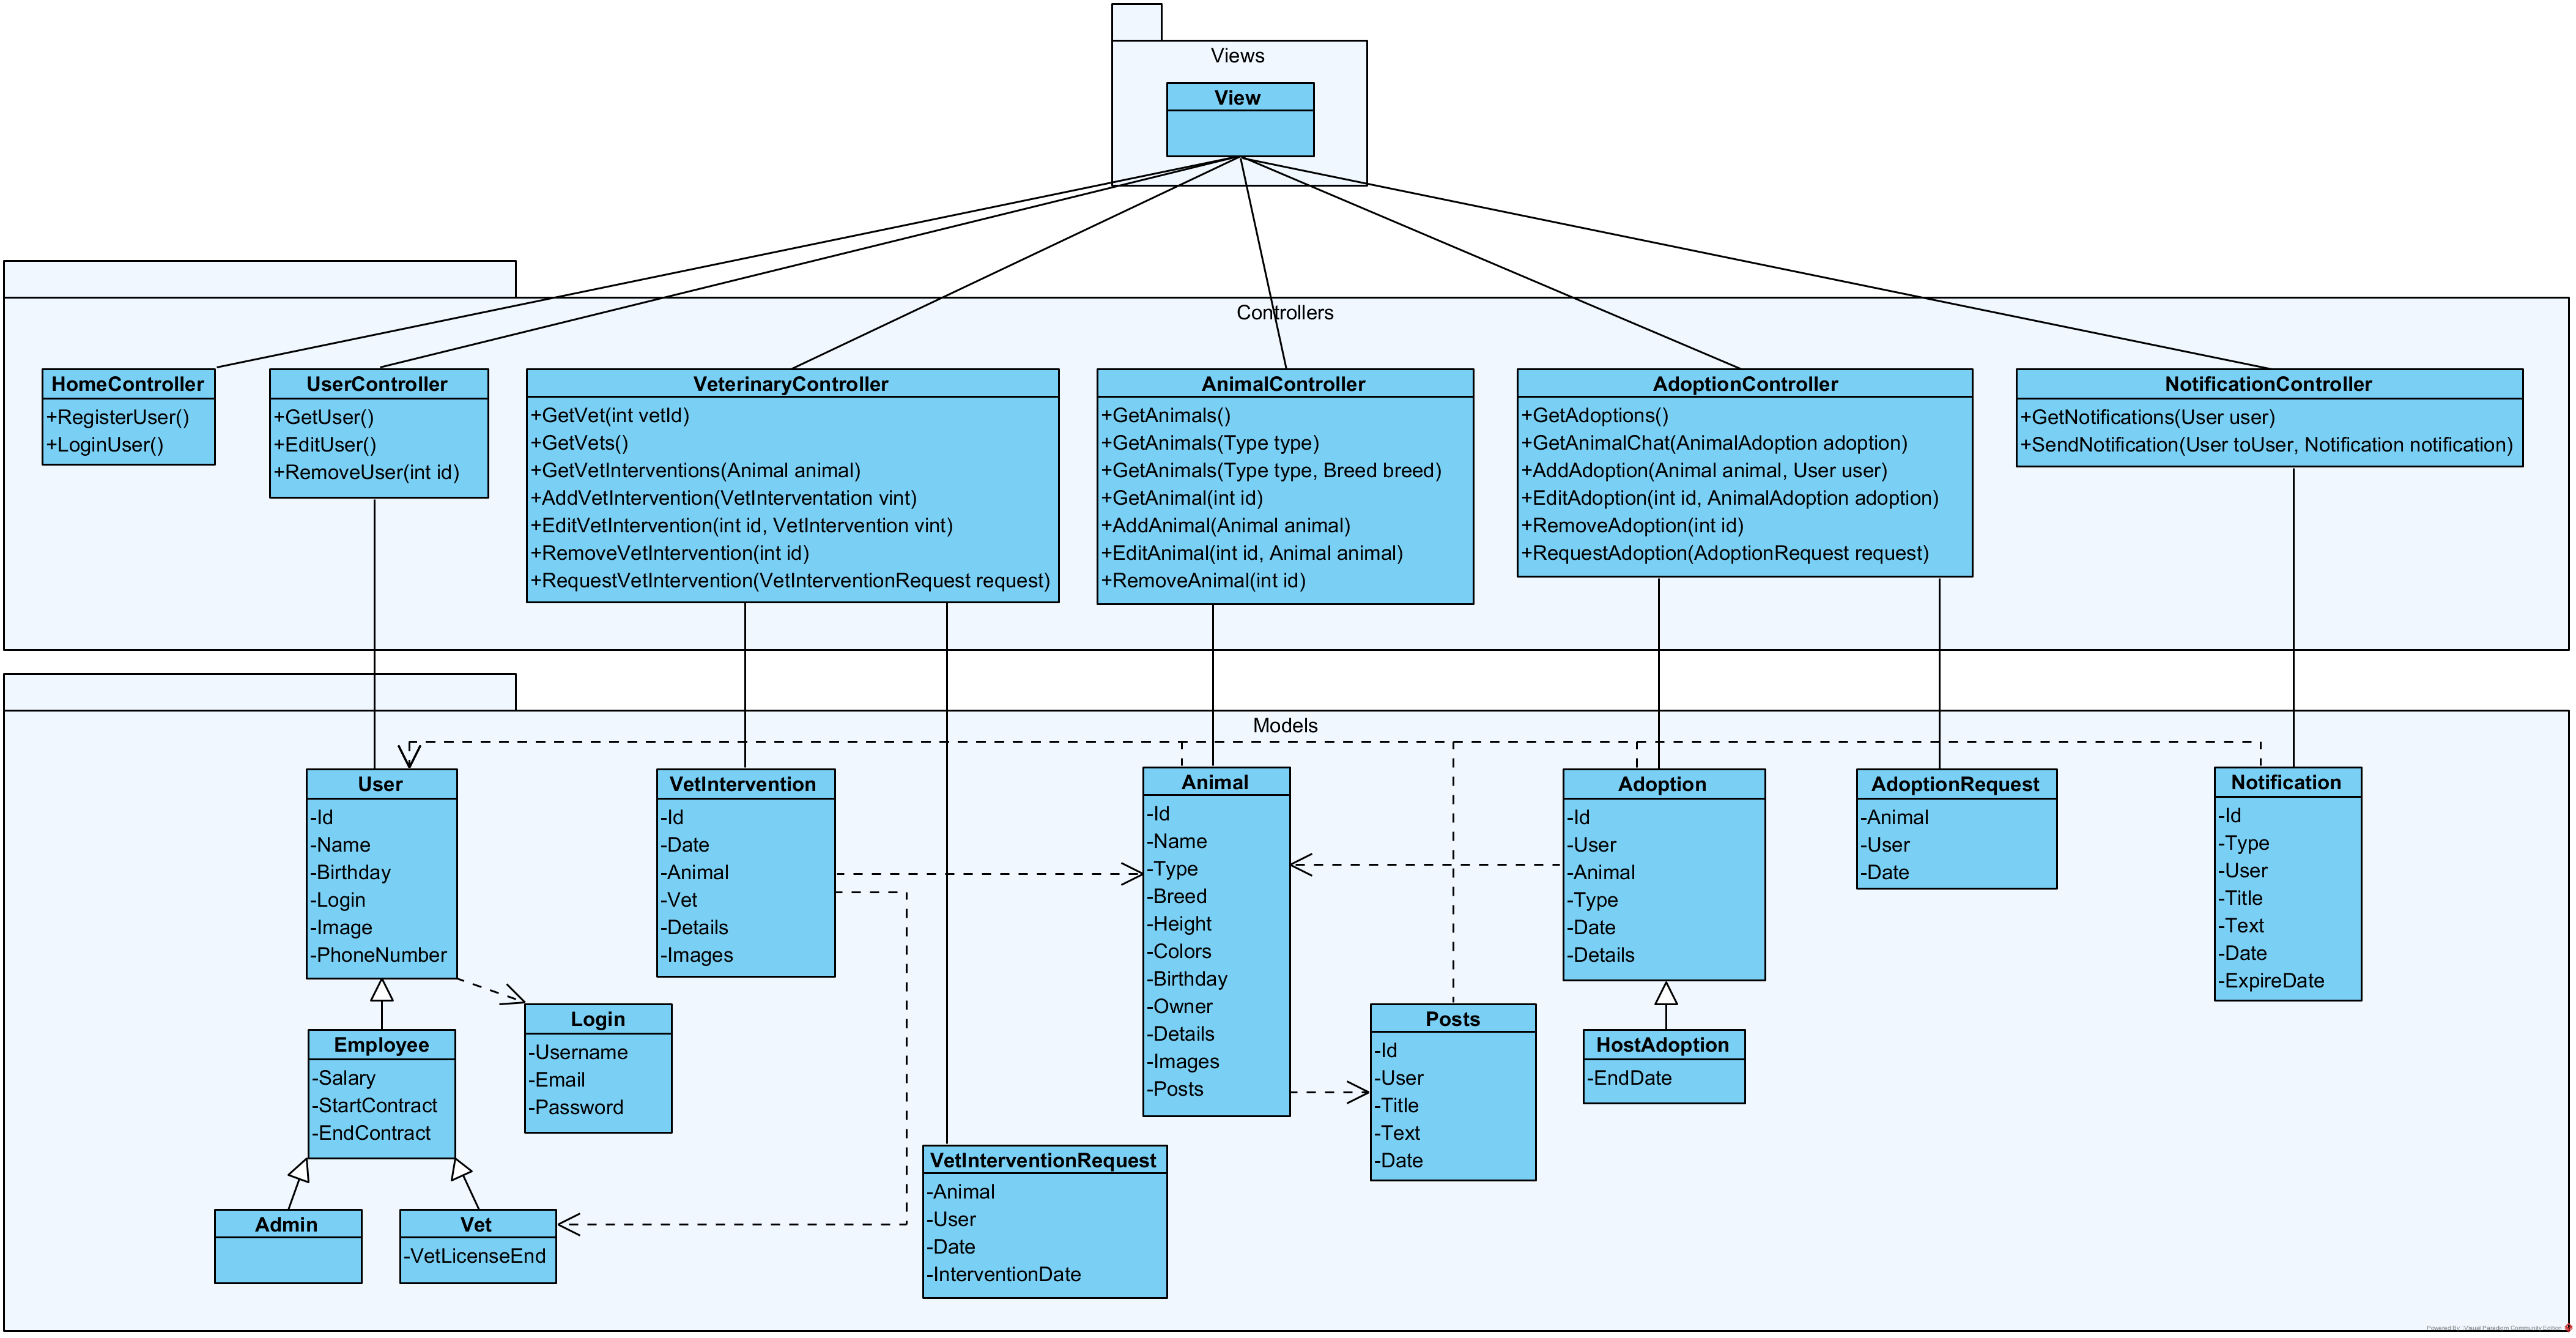 Views
View
Controllers
HomeController
+RegisterUser()
+LoginUser()
UserController
+GetUser()
+EditUser()
+RemoveUser(int id)
VeterinaryController
+GetVet(int vetId)
+GetVets()
+GetVetInterventions(Animal animal)
+AddVetIntervention(VetInterventation vint)
+EditVetIntervention(int id, VetIntervention vint)
+RemoveVetIntervention(int id)
+RequestVetIntervention(VetInterventionRequest request)
AnimalController
+GetAnimals()
+GetAnimals(Type type)
+GetAnimals(Type type, Breed breed)
+GetAnimal(int id)
+AddAnimal(Animal animal)
+EditAnimal(int id, Animal animal)
+RemoveAnimal(int id)
AdoptionController
+GetAdoptions()
+GetAnimalChat(AnimalAdoption adoption)
+AddAdoption(Animal animal, User user)
+EditAdoption(int id, AnimalAdoption adoption)
+RemoveAdoption(int id)
+RequestAdoption(AdoptionRequest request)
NotificationController
+GetNotifications(User user)
+SendNotification(User toUser, Notification notification)
Models
User
-Id
-Name
-Birthday
-Login
-Image
-PhoneNumber
VetIntervention
-Id
-Date
-Animal
-Vet
-Details
-Images
Animal
-Id
-Name
-Type
-Breed
-Height
-Colors
-Birthday
-Owner
-Details
-Images
-Posts
Adoption
-Id
-User
-Animal
-Type
-Date
-Details
AdoptionRequest
-Animal
-User
-Date
Notification
-Id
-Type
-User
-Title
-Text
-Date
-ExpireDate
Employee
-Salary
-StartContract
-EndContract
Login
-Username
-Email
-Password
Posts
-Id
-User
-Title
-Text
-Date
HostAdoption
-EndDate
Admin
Vet
-VetLicenseEnd
VetInterventionRequest
-Animal
-User
-Date
-InterventionDate
Powered By Visual Paradigm Community Edition